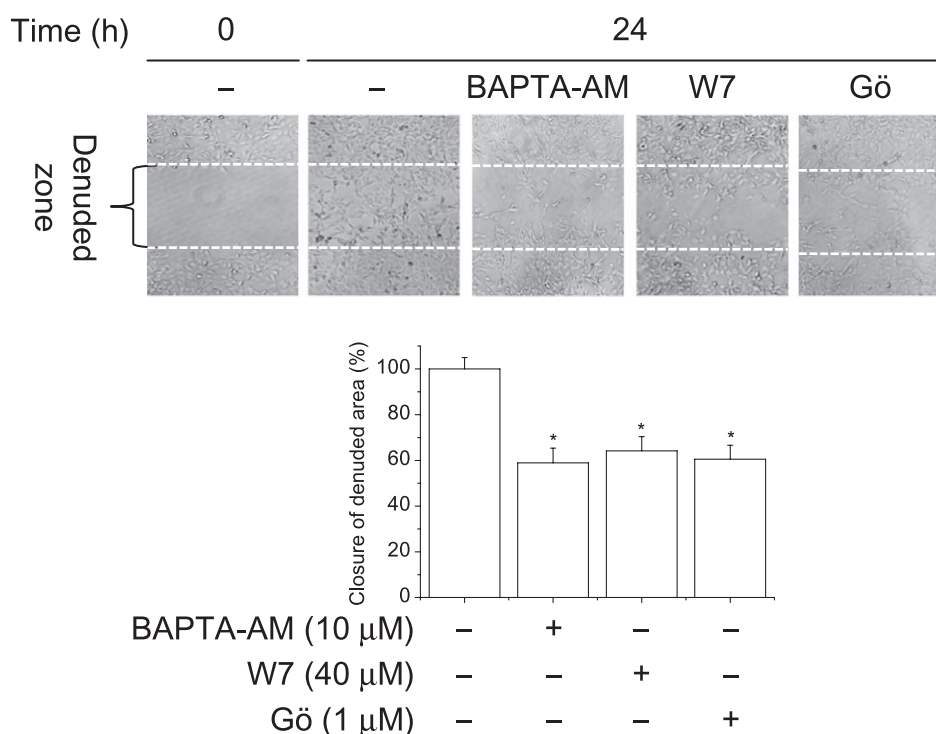 Time (h) 0 24
– – BAPTA-AM W7 Gö
Denuded
zone
Closure of denuded area (%)
100
80
60
40
20
0
* * *
BAPTA-AM (10 μM) – + – –
W7 (40 μM) – – + –
Gö (1 μM) – – – +